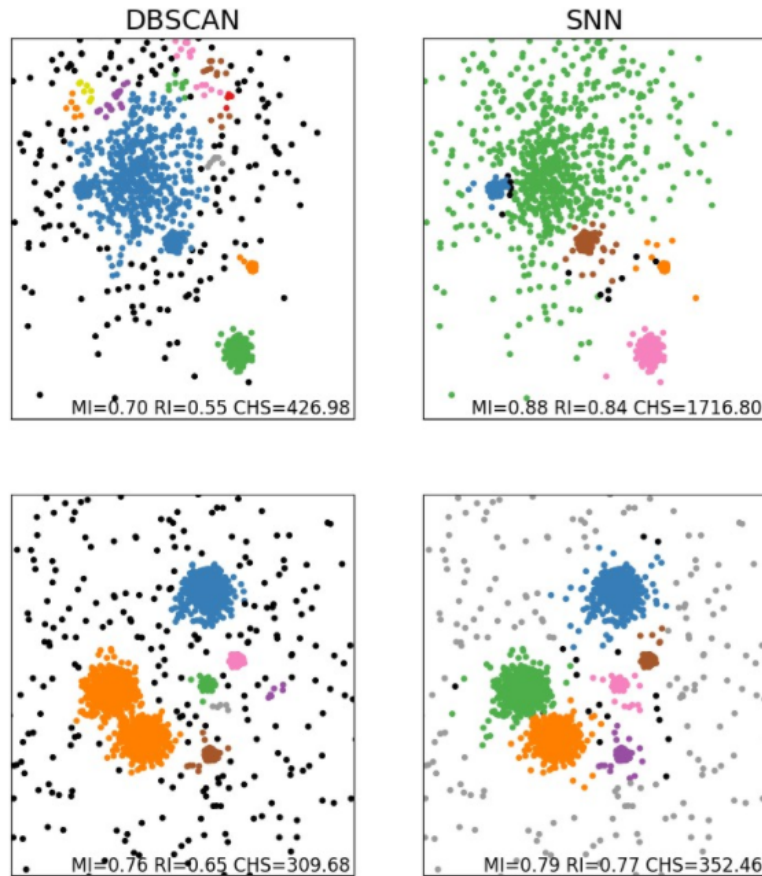 DBSCAN
SNN
MI=0.70 RI=0.55 CHS=426.98
MI=0.88 RI=0.84 CHS=1716.80
MI=0.76 RI=0.65 CHS=309.68
MI=0.79 RI=0.77 CHS=352.46